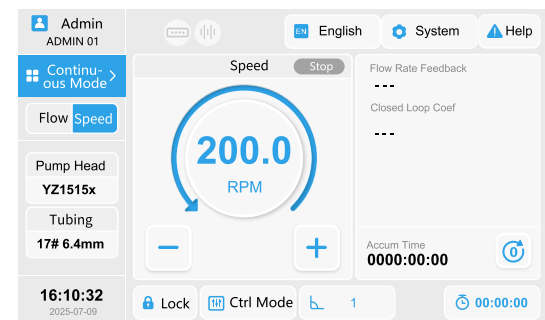 Admin
ADMIN 01
EN English
System
Help
Continu-
ous Mode
Flow Speed
Pump Head
YZ1515x
Tubing
17# 6.4mm
16:10:32
2025-07-09
Speed
Stop
200.0
RPM
Flow Rate Feedback
---
Closed Loop Coef
---
Accum Time
0000:00:00
0
Lock
Ctrl Mode
1
00:00:00